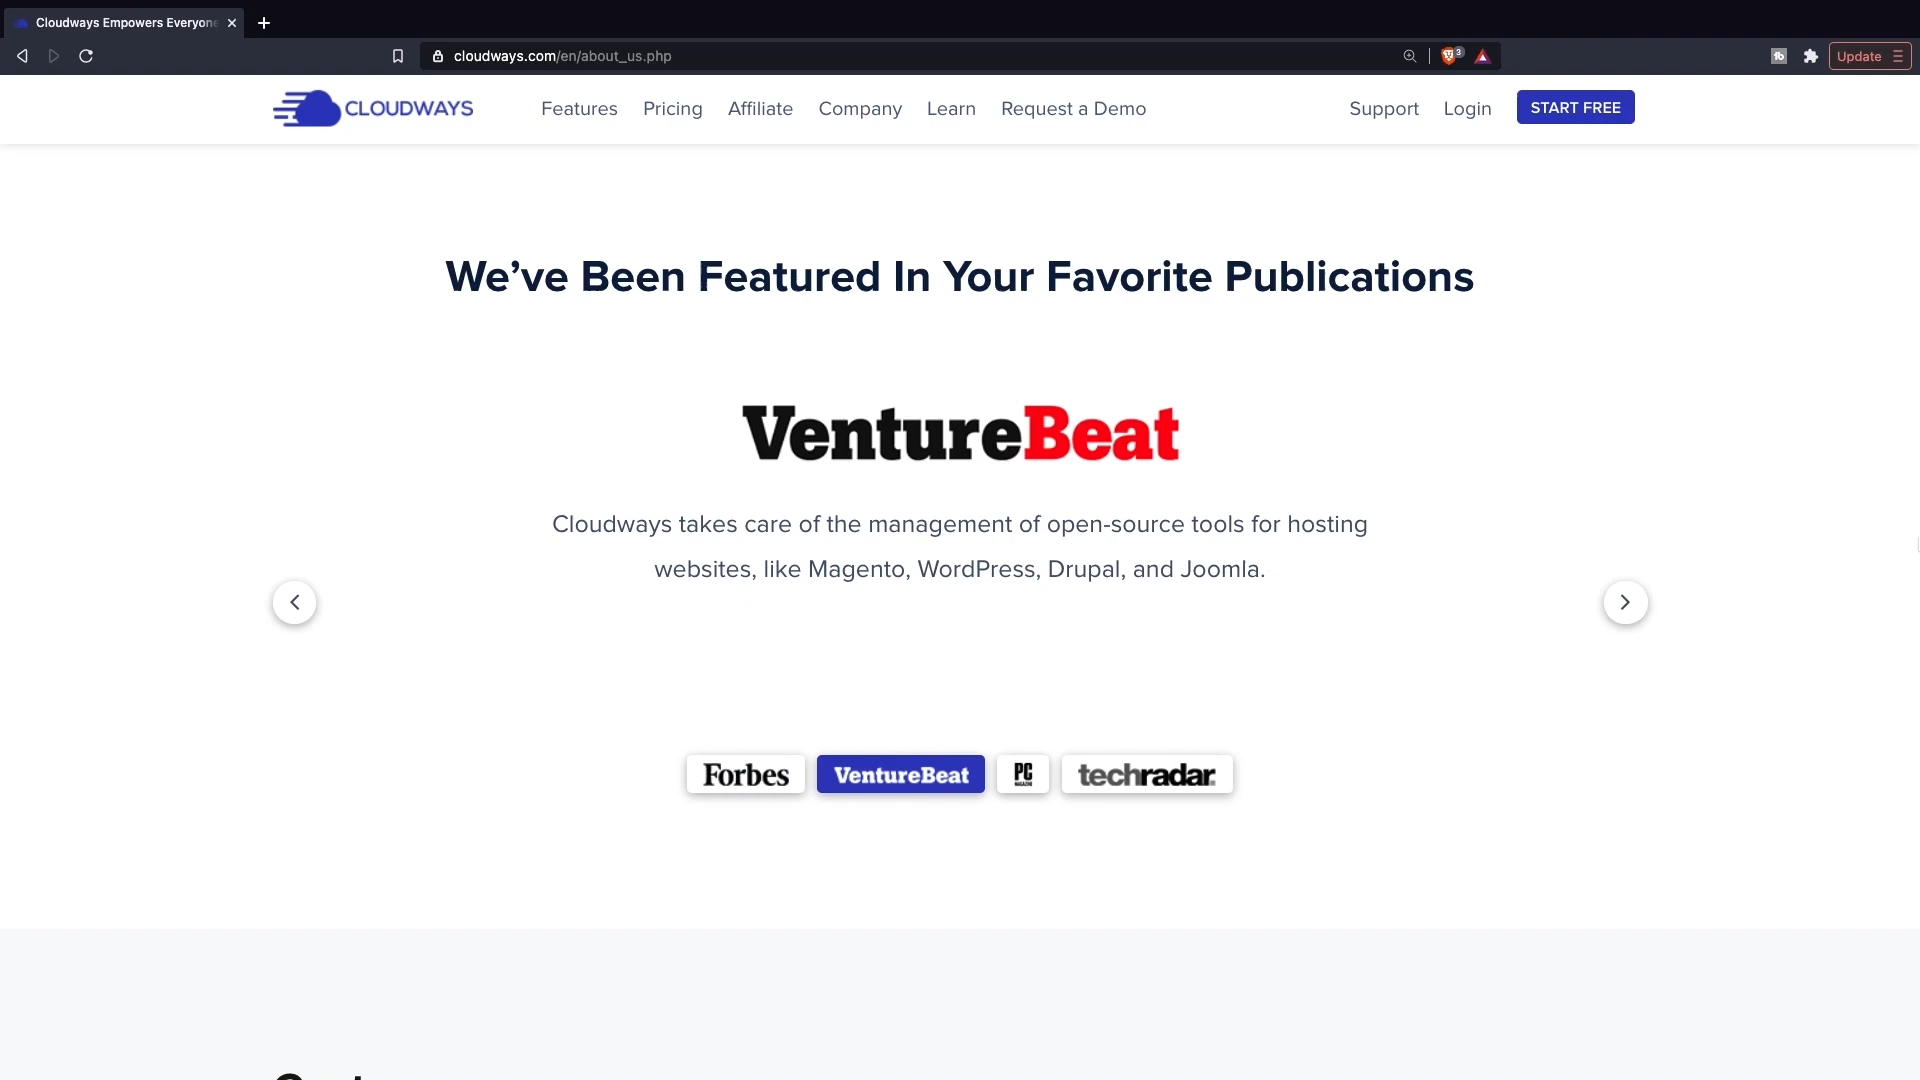 Cloudways Empowers Everyone
cloudways.com/en/about_us.php
3
Update
CLOUDWAYS
Features
Pricing
Affiliate
Company
Learn
Request a Demo
Support
Login
START FREE
We’ve Been Featured In Your Favorite Publications
VentureBeat
Cloudways takes care of the management of open-source tools for hosting
websites, like Magento, WordPress, Drupal, and Joomla.
Forbes
VentureBeat
PC
MAGAZINE
techradar